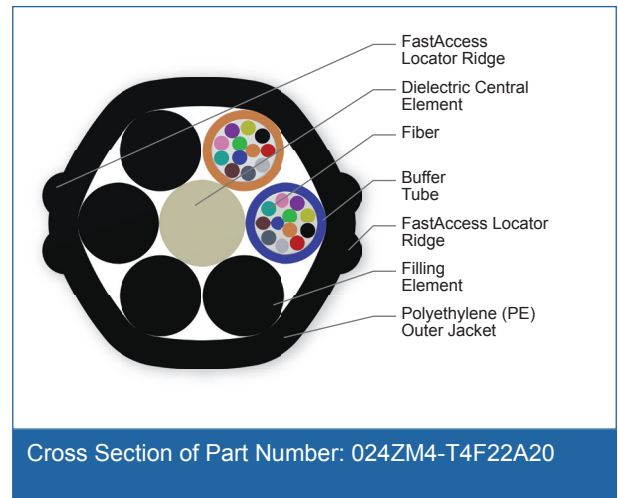 FastAccess
Locator Ridge
Dielectric Central
Element
Fiber
Buffer
Tube
FastAccess Locator
Ridge
Filling
Element
Polyethylene (PE)
Outer Jacket
Cross Section of Part Number: 024ZM4-T4F22A20